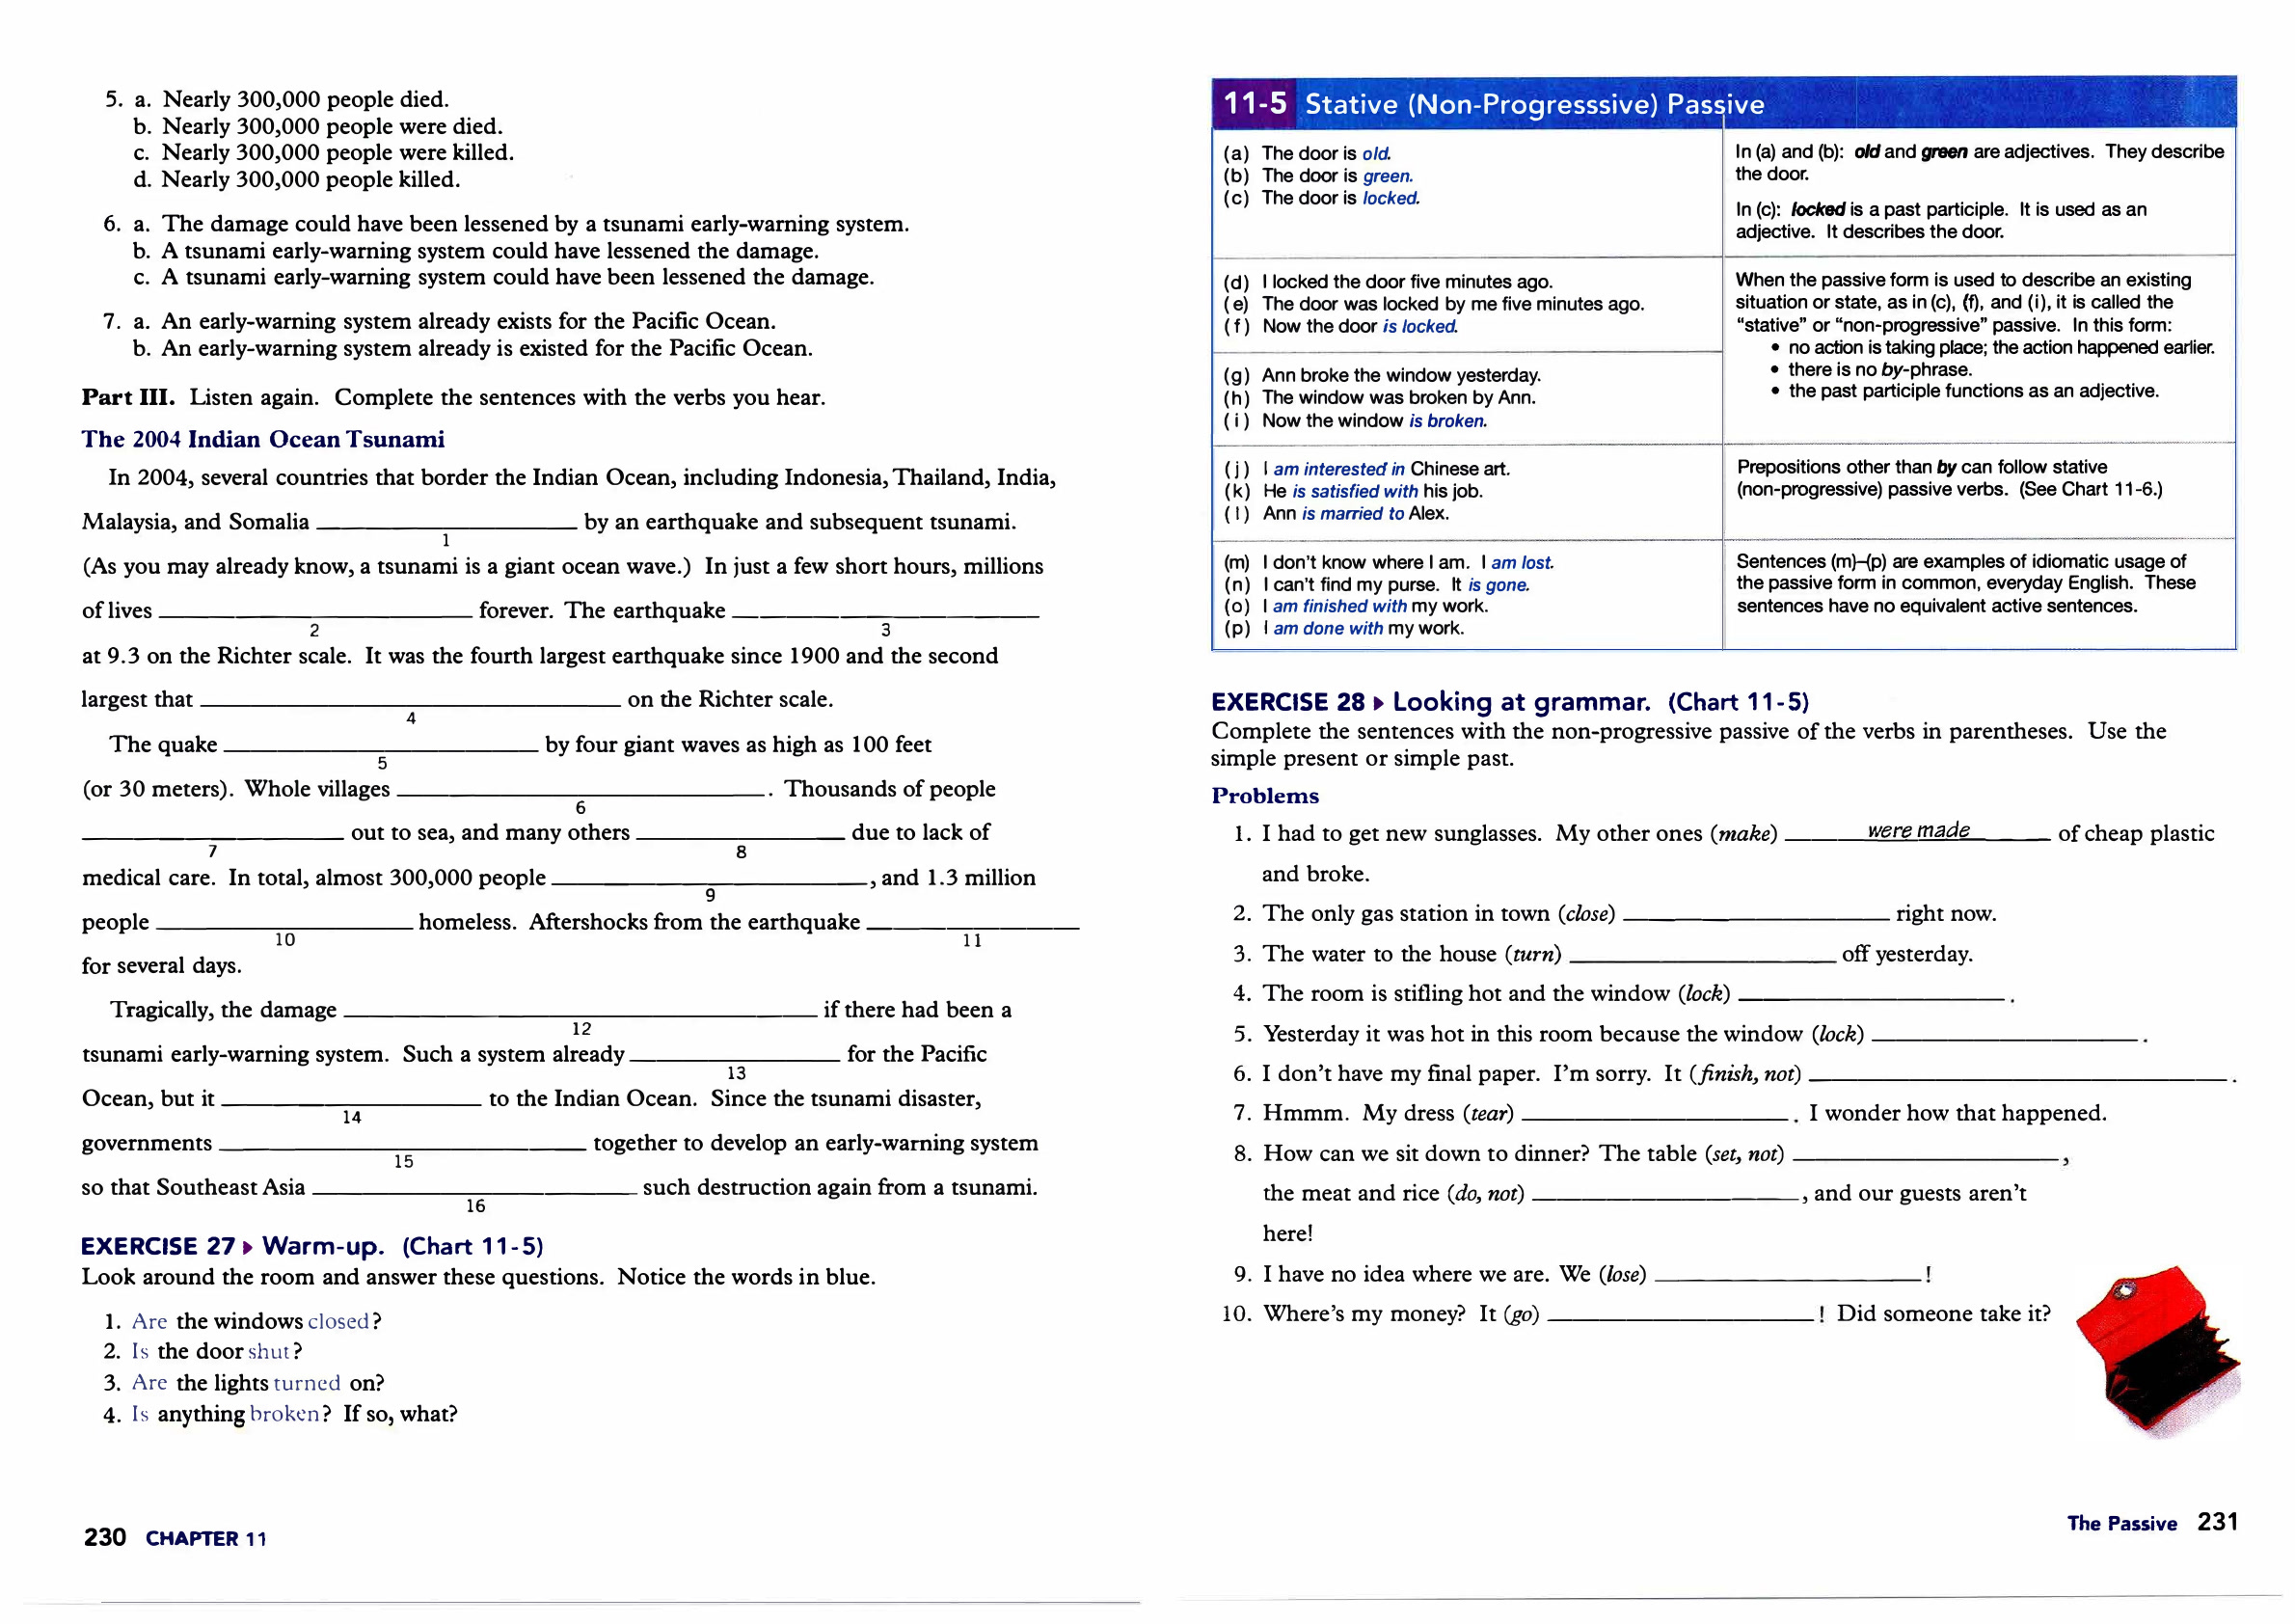 5. a. Nearly 300,000 people died.
b. Nearly 300,000 people were died.
c. Nearly 300,000 people were killed.
d. Nearly 300,000 people killed.
6. a. The damage could have been lessened by a tsunami early-warning system.
b. A tsunami early-warning system could have lessened the damage.
c. A tsunami early-warning system could have been lessened the damage.
7. a. An early-warning system already exists for the Pacific Ocean.
b. An early-warning system already is existed for the Pacific Ocean.
Part III. Listen again. Complete the sentences with the verbs you hear.
The 2004 Indian Ocean Tsunami
In 2004, several countries that border the Indian Ocean, including Indonesia, Thailand, India,
Malaysia, and Somalia ____________ by an earthquake and subsequent tsunami.
1
(As you may already know, a tsunami is a giant ocean wave.) In just a few short hours, millions
of lives ____________ forever. The earthquake ____________
2 3
at 9.3 on the Richter scale. It was the fourth largest earthquake since 1900 and the second
largest that ____________ on the Richter scale.
4
The quake ____________ by four giant waves as high as 100 feet
5
(or 30 meters). Whole villages ____________. Thousands of people
6
____________ out to sea, and many others ____________ due to lack of
7 8
medical care. In total, almost 300,000 people ____________, and 1.3 million
9
people ____________ homeless. Aftershocks from the earthquake ____________
10 11
for several days.
Tragically, the damage ____________ if there had been a
12
tsunami early-warning system. Such a system already ____________ for the Pacific
13
Ocean, but it ____________ to the Indian Ocean. Since the tsunami disaster,
14
governments ____________ together to develop an early-warning system
15
so that Southeast Asia ____________ such destruction again from a tsunami.
16
EXERCISE 27 ▸ Warm-up. (Chart 11-5)
Look around the room and answer these questions. Notice the words in blue.
1. Are the windows closed?
2. Is the door shut?
3. Are the lights turned on?
4. Is anything broken? If so, what?
230 CHAPTER 11
11-5 Stative (Non-Progresssive) Passive
(a) The door is old.
(b) The door is green.
(c) The door is locked.
In (a) and (b): old and green are adjectives. They describe
the door.
In (c): locked is a past participle. It is used as an
adjective. It describes the door.
(d) I locked the door five minutes ago.
(e) The door was locked by me five minutes ago.
(f) Now the door is locked.
(g) Ann broke the window yesterday.
(h) The window was broken by Ann.
(i) Now the window is broken.
When the passive form is used to describe an existing
situation or state, as in (c), (f), and (i), it is called the
“stative” or “non-progressive” passive. In this form:
• no action is taking place; the action happened earlier.
• there is no by-phrase.
• the past participle functions as an adjective.
(j) I am interested in Chinese art.
(k) He is satisfied with his job.
(l) Ann is married to Alex.
Prepositions other than by can follow stative
(non-progressive) passive verbs. (See Chart 11-6.)
(m) I don't know where I am. I am lost.
(n) I can't find my purse. It is gone.
(o) I am finished with my work.
(p) I am done with my work.
Sentences (m)–(p) are examples of idiomatic usage of
the passive form in common, everyday English. These
sentences have no equivalent active sentences.
EXERCISE 28 ▸ Looking at grammar. (Chart 11-5)
Complete the sentences with the non-progressive passive of the verbs in parentheses. Use the
simple present or simple past.
Problems
1. I had to get new sunglasses. My other ones (make) ____ were made ____ of cheap plastic
and broke.
2. The only gas station in town (close) ____________ right now.
3. The water to the house (turn) ____________ off yesterday.
4. The room is stifling hot and the window (lock) ____________.
5. Yesterday it was hot in this room because the window (lock) ____________.
6. I don't have my final paper. I'm sorry. It (finish, not) ____________.
7. Hmmm. My dress (tear) ____________. I wonder how that happened.
8. How can we sit down to dinner? The table (set, not) ____________,
the meat and rice (do, not) ____________, and our guests aren't
here!
9. I have no idea where we are. We (lose) ____________!
10. Where's my money? It (go) ____________! Did someone take it?
The Passive 231